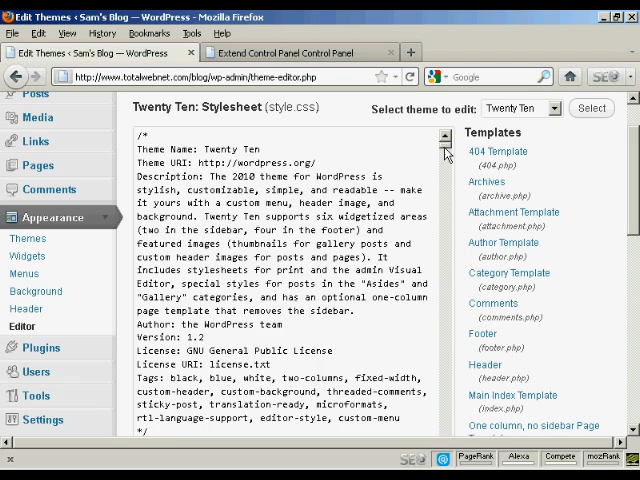 Edit Themes ‹ Sam's Blog — WordPress - Mozilla Firefox
File Edit View History Bookmarks Tools Help
Edit Themes ‹ Sam's Blog — WordPress × Extend Control Panel Control Panel × +
http://www.totalwebnet.com/blog/wp-admin/theme-editor.php Google SEO
Posts
Media
Links
Pages
Comments
Appearance
Themes
Widgets
Menus
Background
Header
Editor
Plugins
Users
Tools
Settings
Twenty Ten: Stylesheet (style.css)
Select theme to edit: Twenty Ten Select
/*
Theme Name: Twenty Ten
Theme URI: http://wordpress.org/
Description: The 2010 theme for WordPress is
stylish, customizable, simple, and readable -- make
it yours with a custom menu, header image, and
background. Twenty Ten supports six widgetized areas
(two in the sidebar, four in the footer) and
featured images (thumbnails for gallery posts and
custom header images for posts and pages). It
includes stylesheets for print and the admin Visual
Editor, special styles for posts in the "Asides" and
"Gallery" categories, and has an optional one-column
page template that removes the sidebar.
Author: the WordPress team
Version: 1.2
License: GNU General Public License
License URI: license.txt
Tags: black, blue, white, two-columns, fixed-width,
custom-header, custom-background, threaded-comments,
sticky-post, translation-ready, microformats,
rtl-language-support, editor-style, custom-menu
*/
Templates
404 Template
(404.php)
Archives
(archive.php)
Attachment Template
(attachment.php)
Author Template
(author.php)
Category Template
(category.php)
Comments
(comments.php)
Footer
(footer.php)
Header
(header.php)
Main Index Template
(index.php)
One column, no sidebar Page
× SEO @ PageRank Alexa Compete mozRank